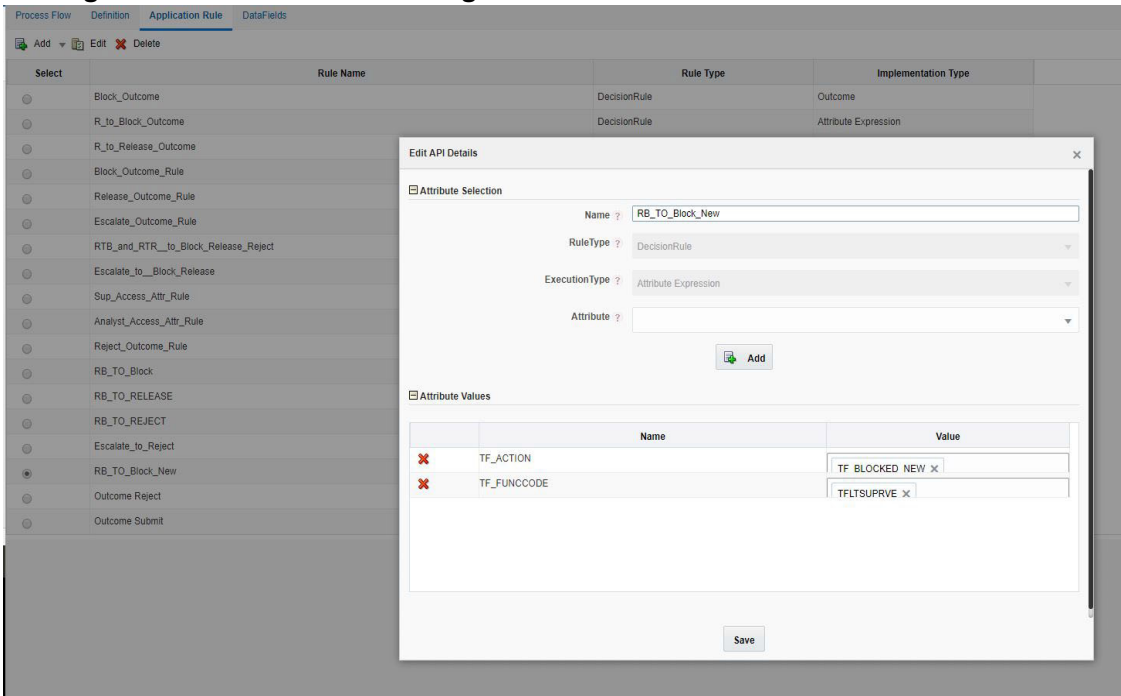 Process Flow Definition Application Rule DataFields
Add Edit Delete
Select Rule Name Rule Type Implementation Type
Block_Outcome DecisionRule Outcome
R_to_Block_Outcome DecisionRule Attribute Expression
R_to_Release_Outcome
Block_Outcome_Rule
Release_Outcome_Rule
Escalate_Outcome_Rule
RTB_and_RTR__to_Block_Release_Reject
Escalate_to__Block_Release
Sup_Access_Attr_Rule
Analyst_Access_Attr_Rule
Reject_Outcome_Rule
RB_TO_Block
RB_TO_RELEASE
RB_TO_REJECT
Escalate_to_Reject
RB_TO_Block_New
Outcome Reject
Outcome Submit
Edit API Details ×
Attribute Selection
Name ? RB_TO_Block_New
RuleType ? DecisionRule
ExecutionType ? Attribute Expression
Attribute ?
Add
Attribute Values
Name Value
TF_ACTION TF_BLOCKED_NEW ×
TF_FUNCCODE TFLTSUPRVE ×
Save